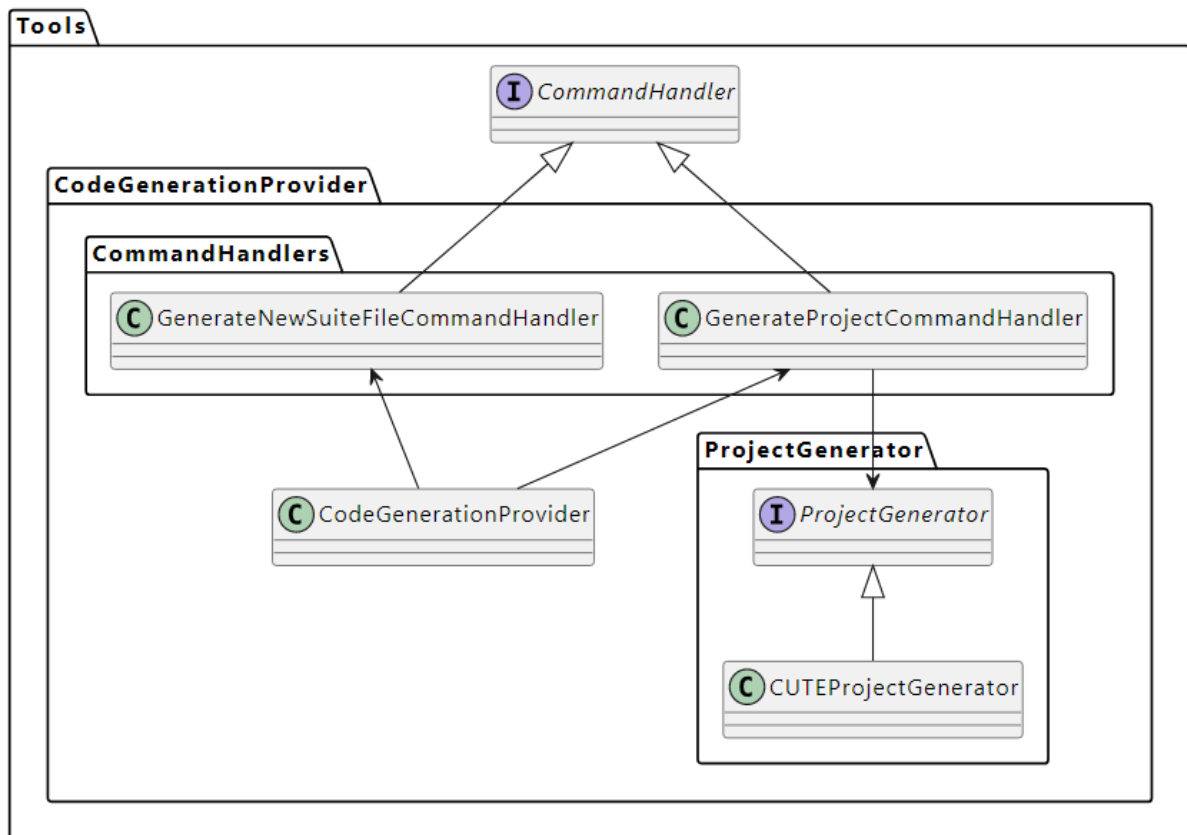 Tools
I CommandHandler
CodeGenerationProvider
CommandHandlers
C GenerateNewSuiteFileCommandHandler
C GenerateProjectCommandHandler
ProjectGenerator
C CodeGenerationProvider
I ProjectGenerator
C CUTEProjectGenerator